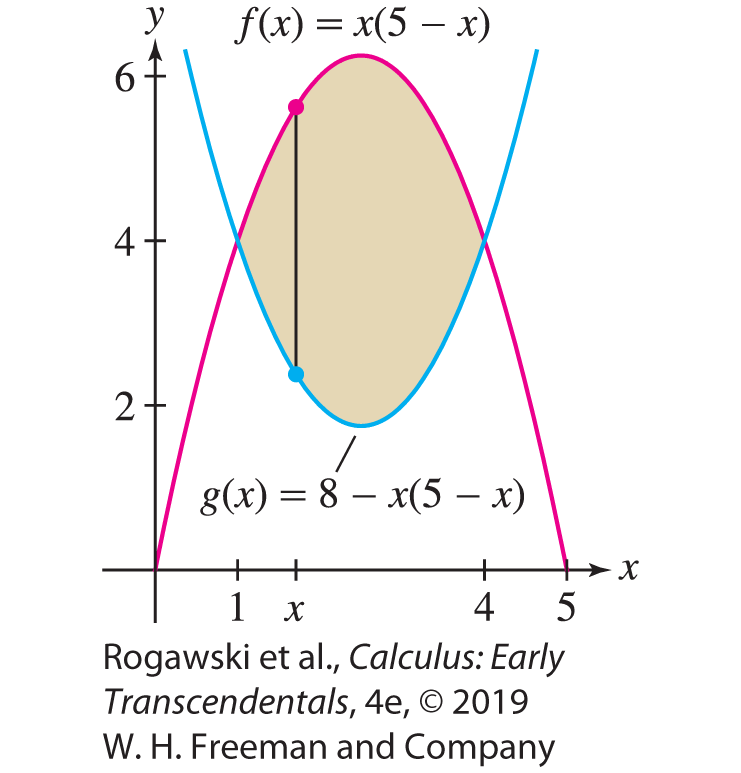 y
f(x) = x(5 − x)
6
4
2
g(x) = 8 − x(5 − x)
x
1 x 4 5
Rogawski et al., Calculus: Early
Transcendentals, 4e, © 2019
W. H. Freeman and Company